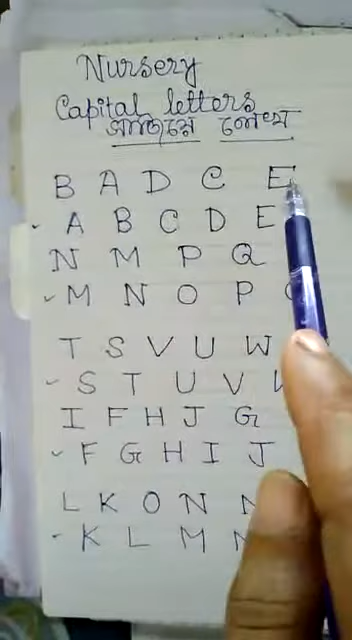 Nursery
Capital letters
সাজিয়ে লেখো
B A D C E
A B C D E
N M P Q
M N O P
T S V U W
S T U V
I F H J G
F G H I J
L K O N
K L M